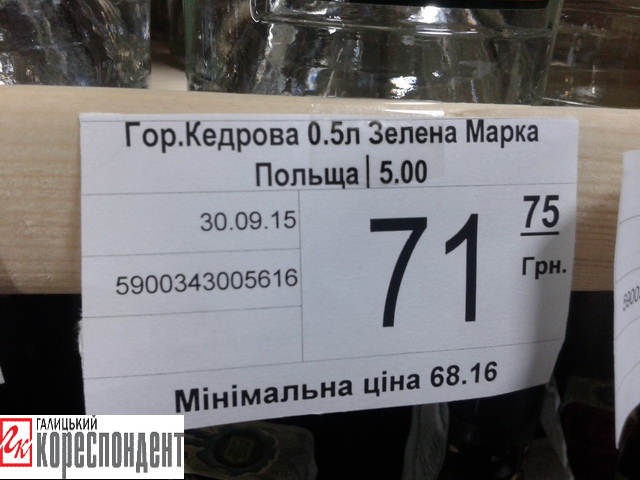 Гор.Кедрова 0.5л Зелена Марка
Польща | 5.00
30.09.15
71 75
Грн.
5900343005616
Мінімальна ціна 68.16
ГАЛИЦЬКИЙ
ГК КОРЕСПОНДЕНТ